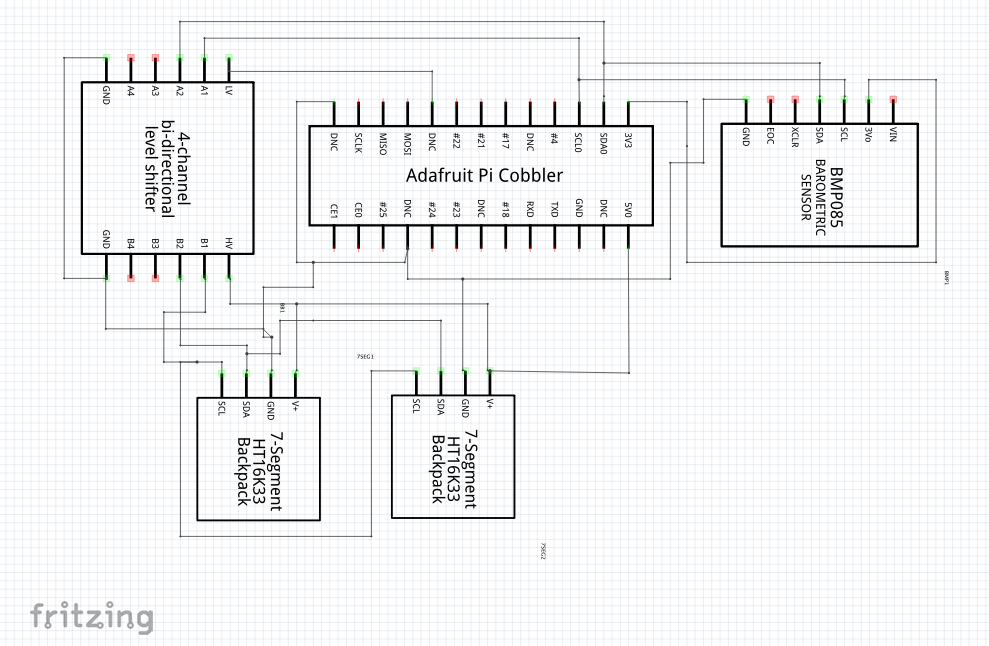 GND A4 A3 A2 A1 LV
4-channel
bi-directional
level shifter
GND B4 B3 B2 B1 HV
DNC SCLK MISO MOSI DNC #22 #21 #17 DNC #4 SCL0 SDA0 3V3
Adafruit Pi Cobbler
CE1 CE0 #25 DNC #24 #23 DNC #18 RXD TXD GND DNC 5V0
GND EOC XCLR SDA SCL 3Vo VIN
BMP085
BAROMETRIC
SENSOR
BMP1
7SEG1
SCL SDA GND V+
7-Segment
HT16K33
Backpack
SCL SDA GND V+
7-Segment
HT16K33
Backpack
7SEG2
fritzing